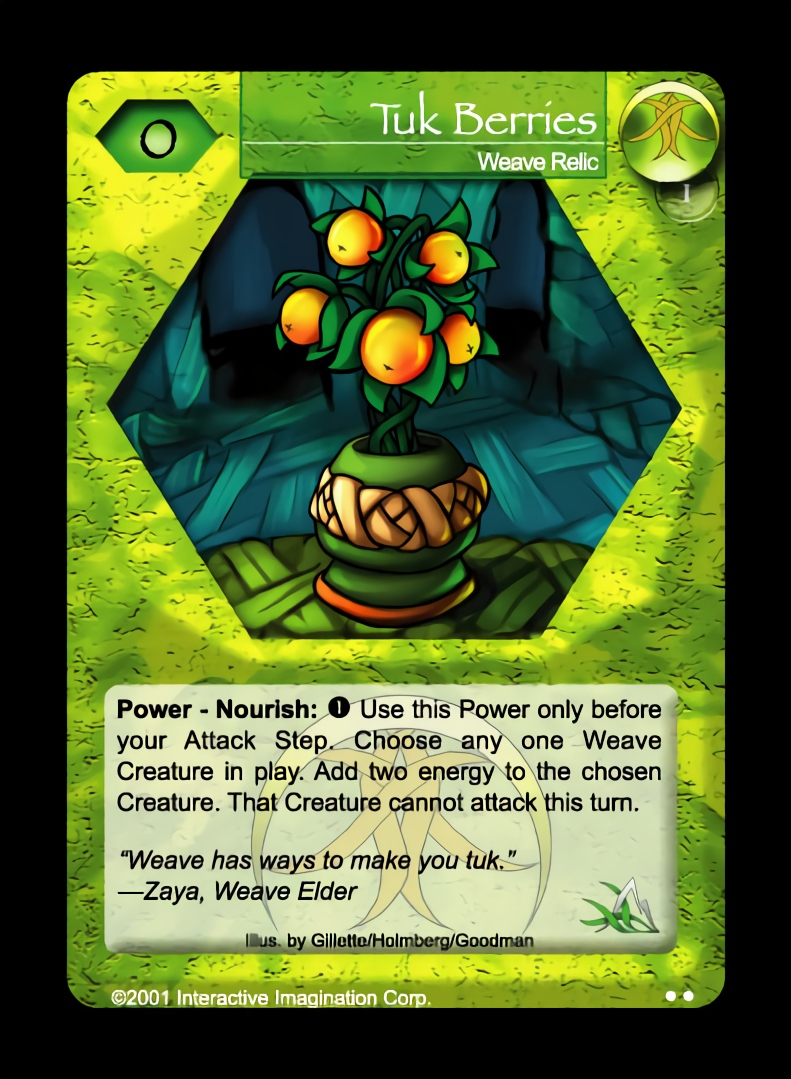 0
Tuk Berries
Weave Relic
1
Power - Nourish: ❶ Use this Power only before
your Attack Step. Choose any one Weave
Creature in play. Add two energy to the chosen
Creature. That Creature cannot attack this turn.
“Weave has ways to make you tuk.”
—Zaya, Weave Elder
Illus. by Gillette/Holmberg/Goodman
©2001 Interactive Imagination Corp.